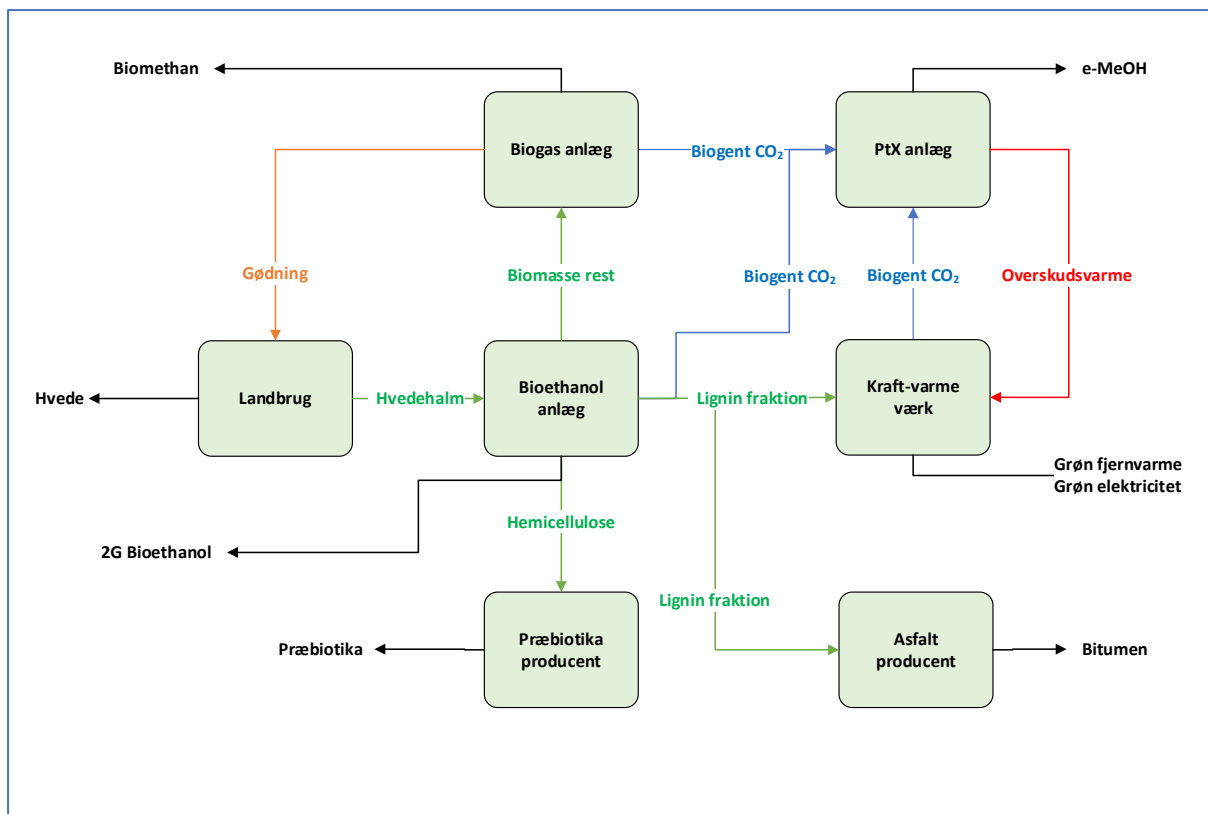 Biomethan
e-MeOH
Biogas anlæg
Biogent CO₂
PtX anlæg
Gødning
Biomasse rest
Biogent CO₂
Biogent CO₂
Overskudsvarme
Hvede
Landbrug
Hvedehalm
Bioethanol
anlæg
Lignin fraktion
Kraft-varme
værk
Grøn fjernvarme
Grøn elektricitet
Hemicellulose
2G Bioethanol
Lignin fraktion
Præbiotika
Præbiotika
producent
Asfalt
producent
Bitumen